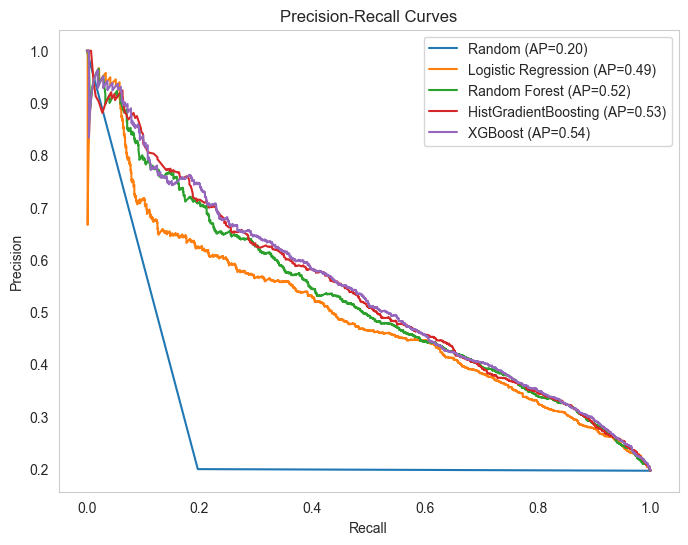 Precision-Recall Curves
Random (AP=0.20)
Logistic Regression (AP=0.49)
Random Forest (AP=0.52)
HistGradientBoosting (AP=0.53)
XGBoost (AP=0.54)
Precision
1.0
0.9
0.8
0.7
0.6
0.5
0.4
0.3
0.2
0.0 0.2 0.4 0.6 0.8 1.0
Recall